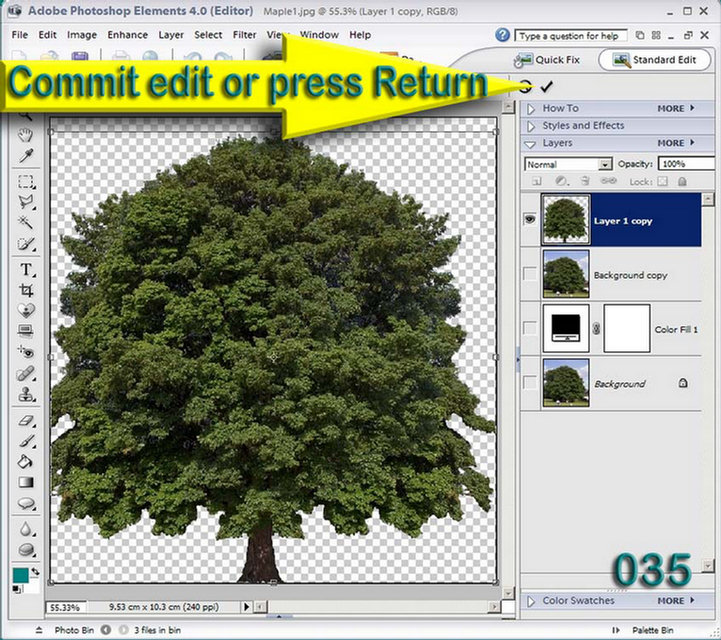 Adobe Photoshop Elements 4.0 (Editor) Maple1.jpg @ 55.3% (Layer 1 copy, RGB/8)
File Edit Image Enhance Layer Select Filter View Window Help Type a question for help
Quick Fix Standard Edit
Commit edit or press Return
How To MORE
Styles and Effects
Layers
Normal Opacity: 100%
Lock:
Layer 1 copy
Background copy
Color Fill 1
Background
035
Color Swatches MORE
55.33% 9.53 cm x 10.3 cm (240 ppi)
Photo Bin 3 files in bin Palette Bin